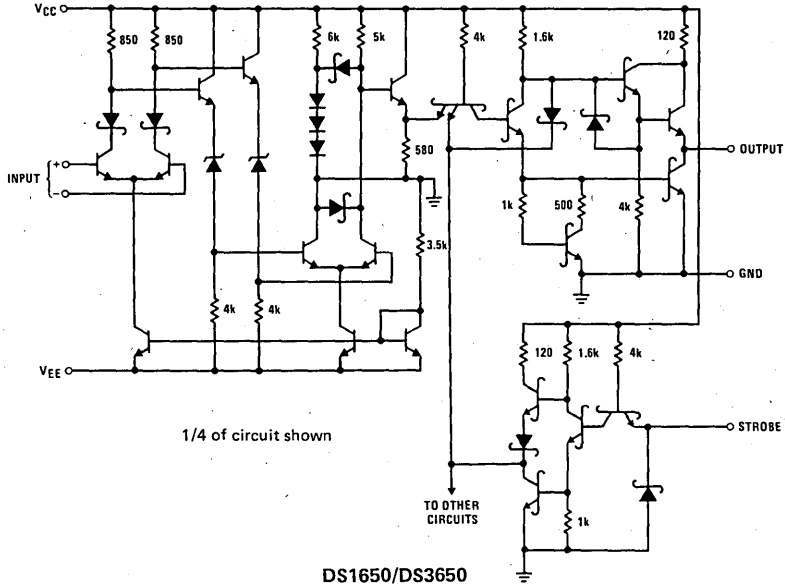 VCC
850
850
6k
5k
4k
1.6k
120
INPUT
+
−
580
OUTPUT
1k
500
4k
3.5k
GND
4k
4k
120
1.6k
4k
VEE
1/4 of circuit shown
STROBE
TO OTHER
CIRCUITS
1k
DS1650/DS3650